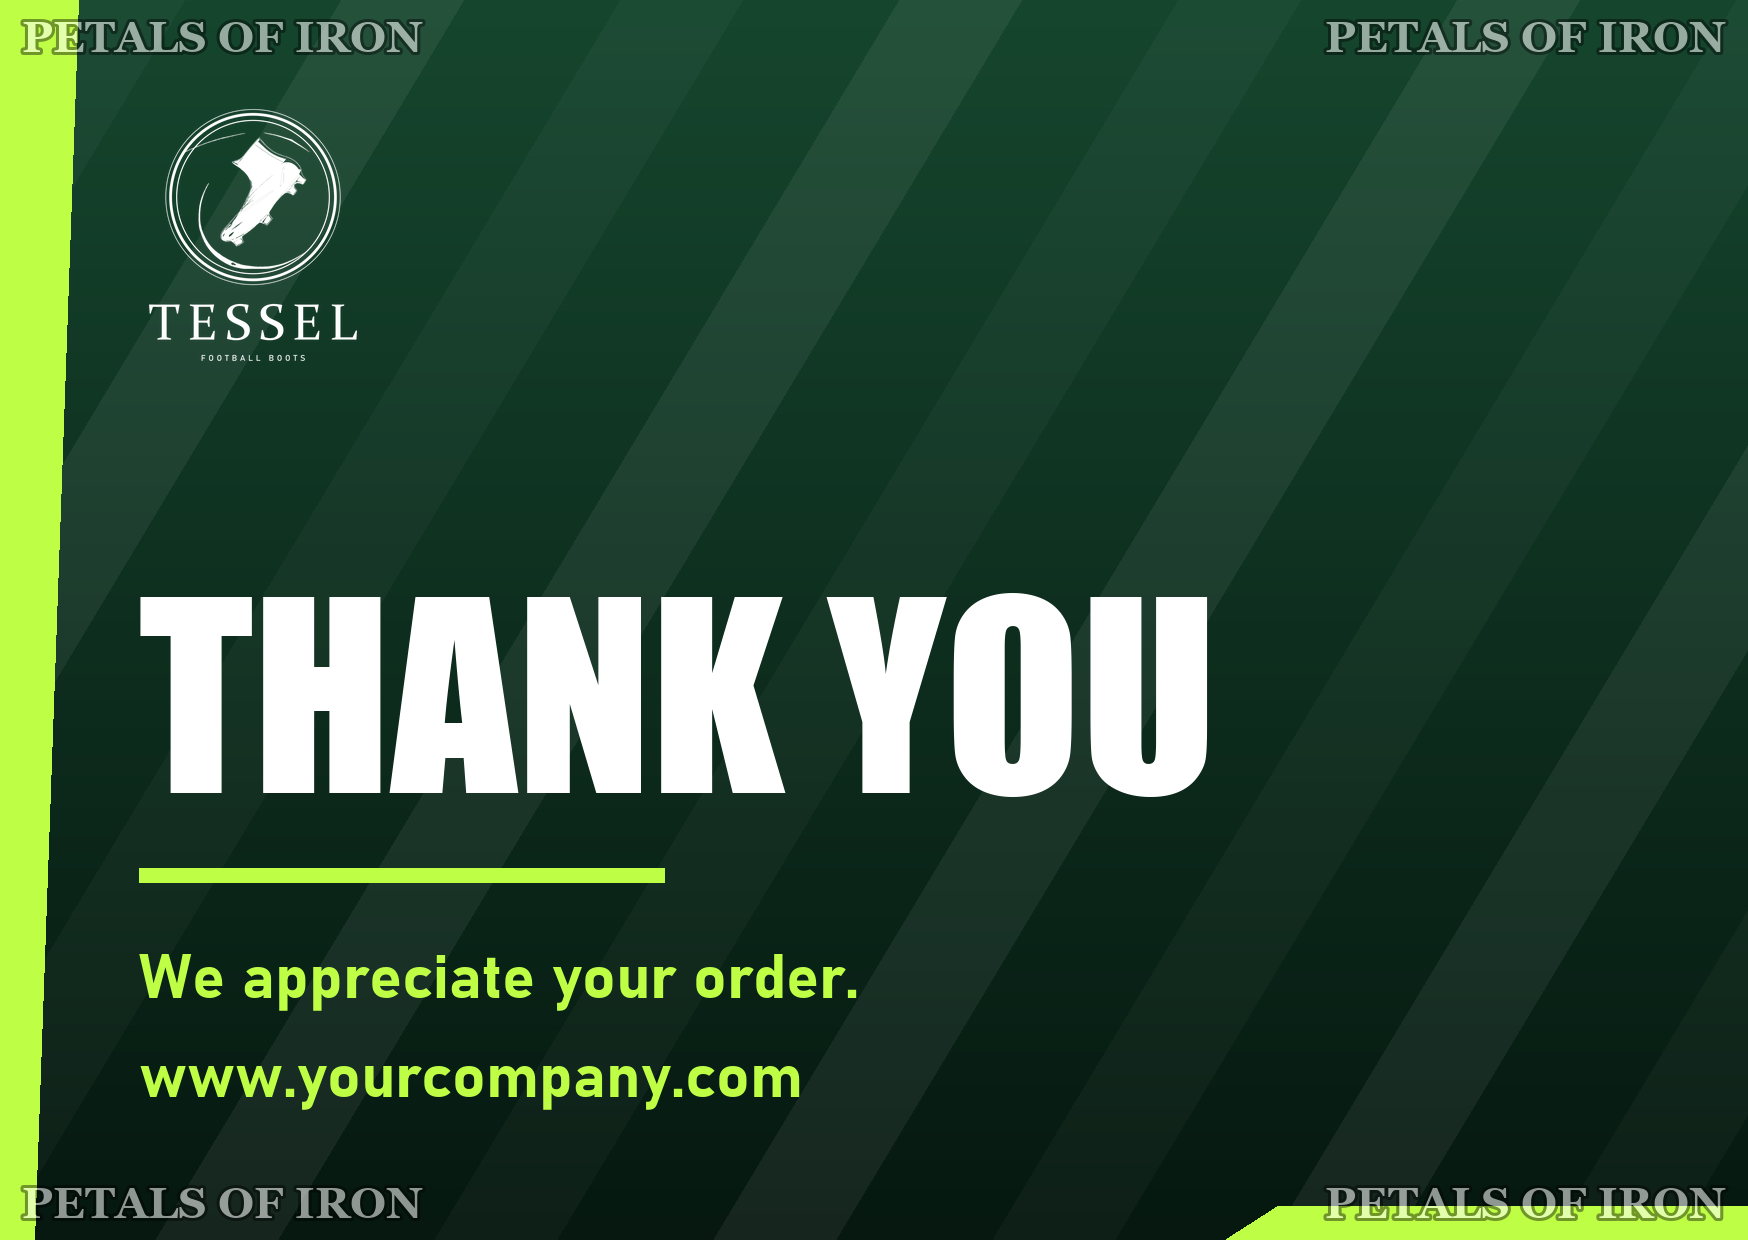 PETALS OF IRON
PETALS OF IRON
TESSEL
FOOTBALL BOOTS
THANK YOU
We appreciate your order.
www.yourcompany.com
PETALS OF IRON
PETALS OF IRON